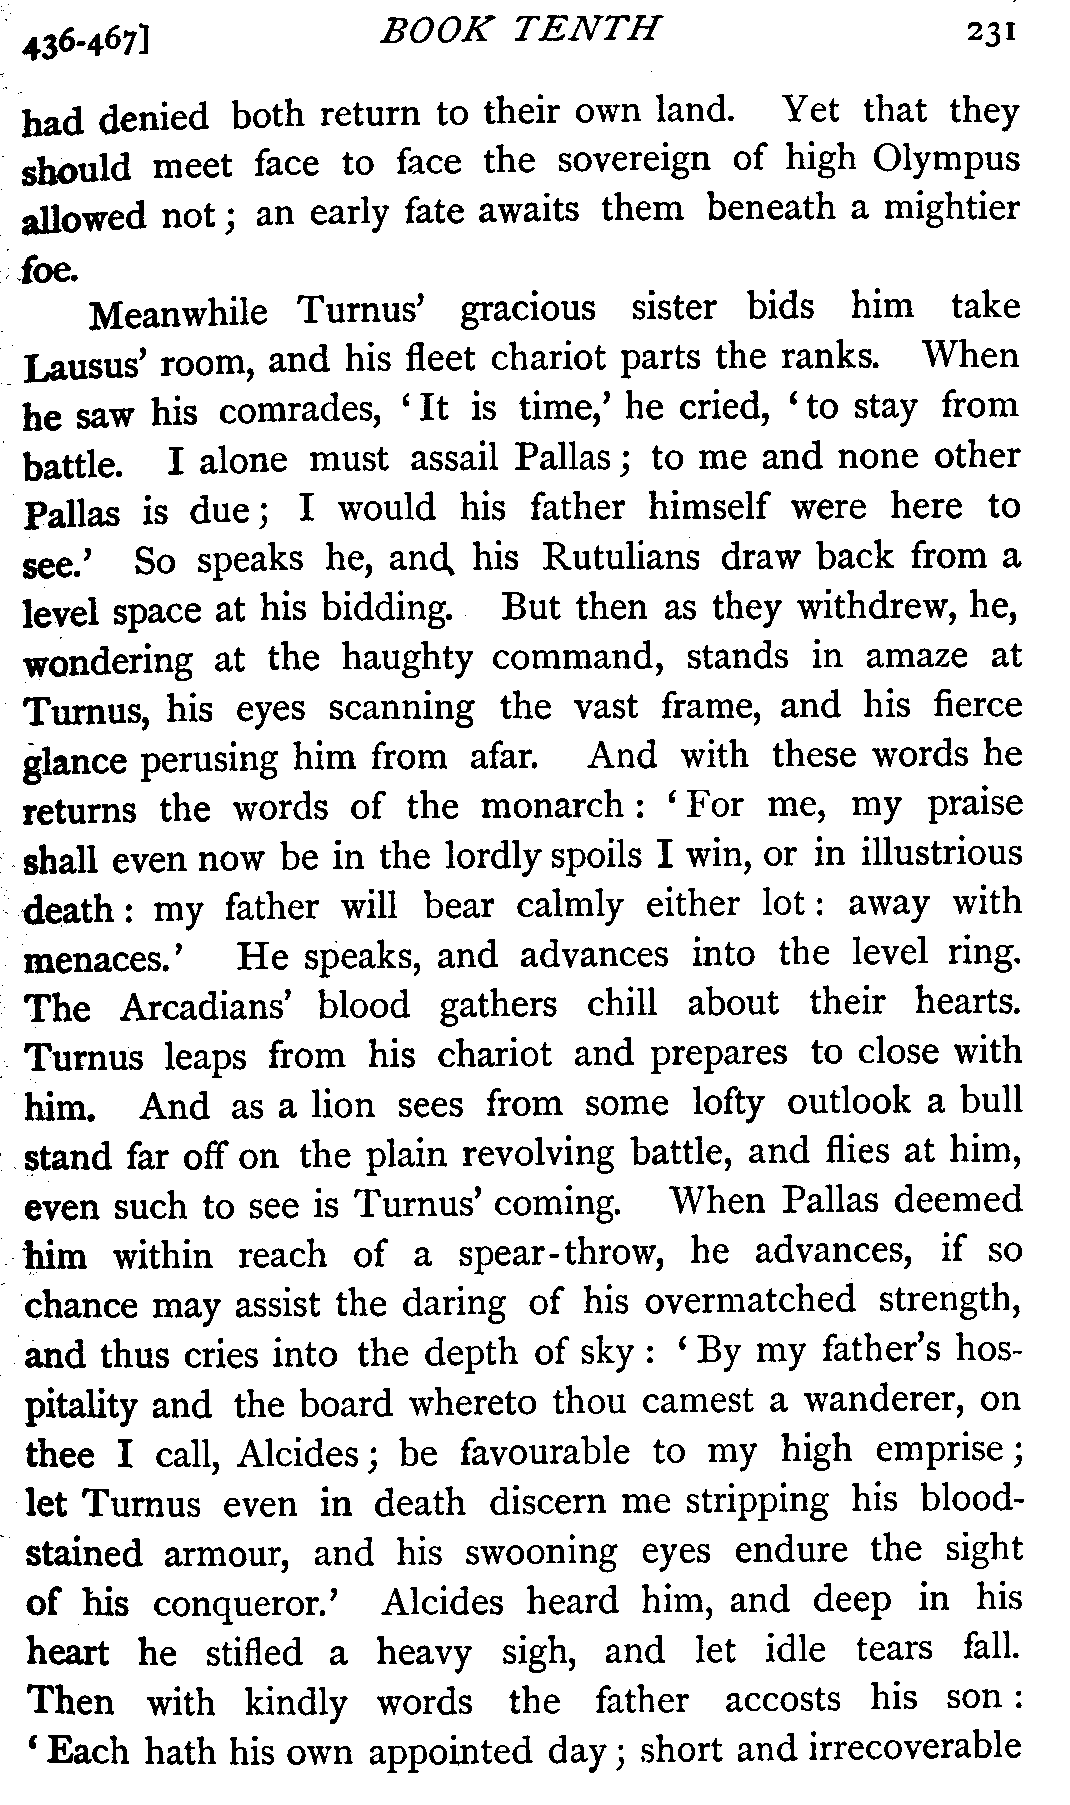 436-467] BOOK TENTH 231
had denied both return to their own land. Yet that they
should meet face to face the sovereign of high Olympus
allowed not ; an early fate awaits them beneath a mightier
foe.
Meanwhile Turnus' gracious sister bids him take
Lausus' room, and his fleet chariot parts the ranks. When
he saw his comrades, ‘It is time,’ he cried, ‘to stay from
battle. I alone must assail Pallas ; to me and none other
Pallas is due ; I would his father himself were here to
see.’ So speaks he, and his Rutulians draw back from a
level space at his bidding. But then as they withdrew, he,
wondering at the haughty command, stands in amaze at
Turnus, his eyes scanning the vast frame, and his fierce
glance perusing him from afar. And with these words he
returns the words of the monarch : ‘For me, my praise
shall even now be in the lordly spoils I win, or in illustrious
death : my father will bear calmly either lot : away with
menaces.’ He speaks, and advances into the level ring.
The Arcadians' blood gathers chill about their hearts.
Turnus leaps from his chariot and prepares to close with
him. And as a lion sees from some lofty outlook a bull
stand far off on the plain revolving battle, and flies at him,
even such to see is Turnus' coming. When Pallas deemed
him within reach of a spear-throw, he advances, if so
chance may assist the daring of his overmatched strength,
and thus cries into the depth of sky : ‘By my father's hos-
pitality and the board whereto thou camest a wanderer, on
thee I call, Alcides ; be favourable to my high emprise ;
let Turnus even in death discern me stripping his blood-
stained armour, and his swooning eyes endure the sight
of his conqueror.’ Alcides heard him, and deep in his
heart he stifled a heavy sigh, and let idle tears fall.
Then with kindly words the father accosts his son :
‘Each hath his own appointed day ; short and irrecoverable